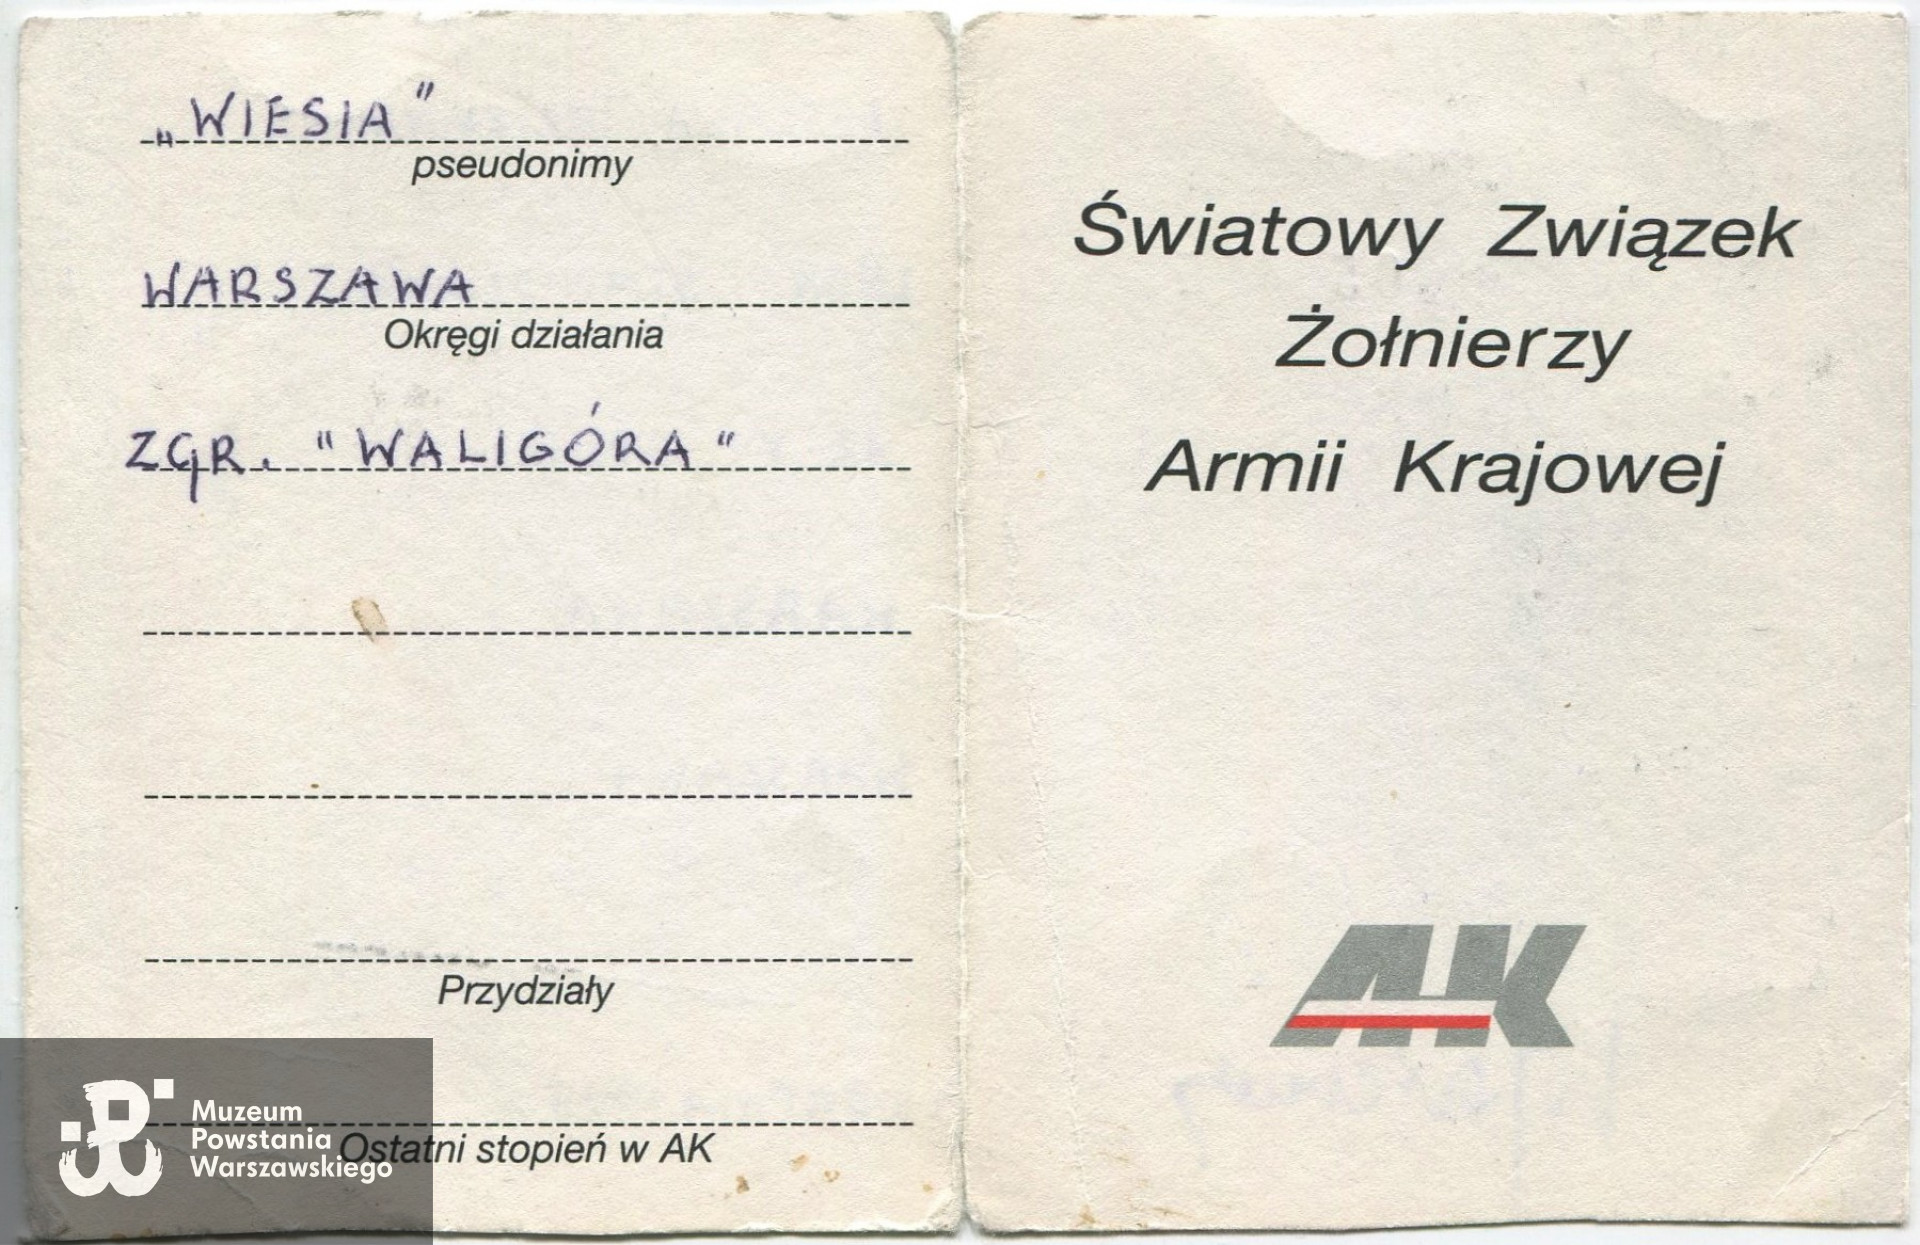 „WIESIA”
pseudonimy
WARSZAWA
Okręgi działania
ZGR. "WALIGÓRA"
Przydziały
Ostatni stopień w AK
Światowy Związek
Żołnierzy
Armii Krajowej
AK
Muzeum
Powstania
Warszawskiego